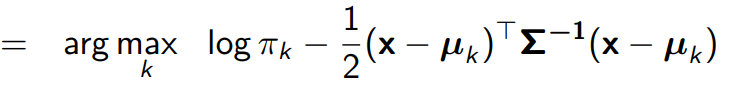 = arg max_k log π_k − 1/2 (x − μ_k)^⊤ Σ^−1 (x − μ_k)